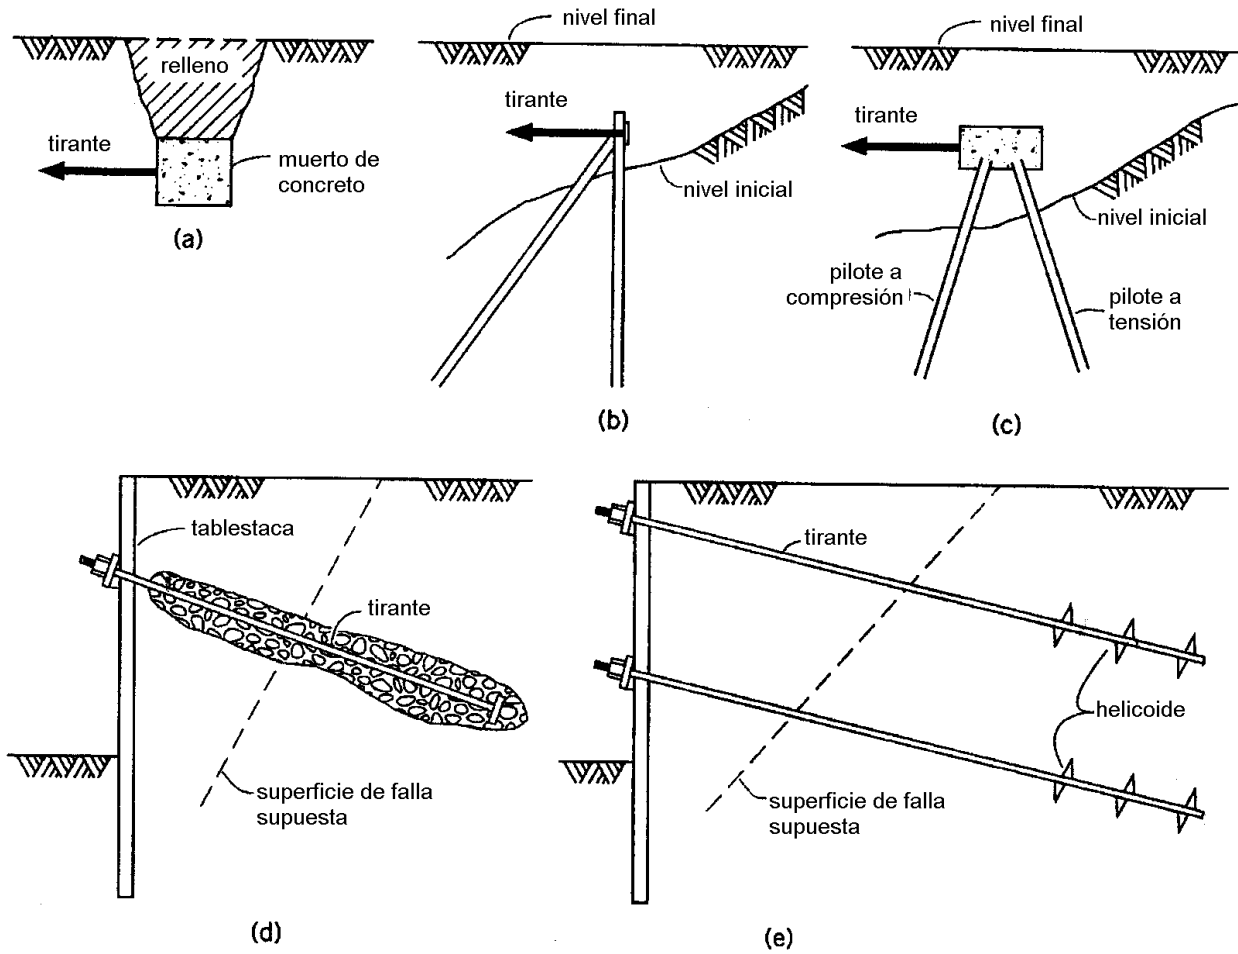 relleno
tirante
muerto de
concreto
(a)
nivel final
tirante
nivel inicial
(b)
nivel final
tirante
nivel inicial
pilote a
compresión
pilote a
tensión
(c)
tablestaca
tirante
superficie de falla
supuesta
(d)
tirante
helicoide
superficie de falla
supuesta
(e)